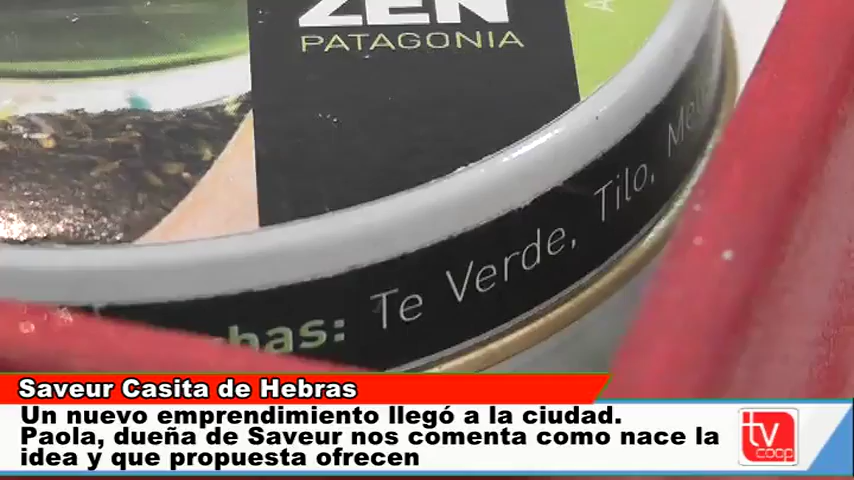 ZEN
PATAGONIA
Te Verde, Tilo,
Saveur Casita de Hebras
Un nuevo emprendimiento llegó a la ciudad.
Paola, dueña de Saveur nos comenta como nace la
idea y que propuesta ofrecen
tv
coop